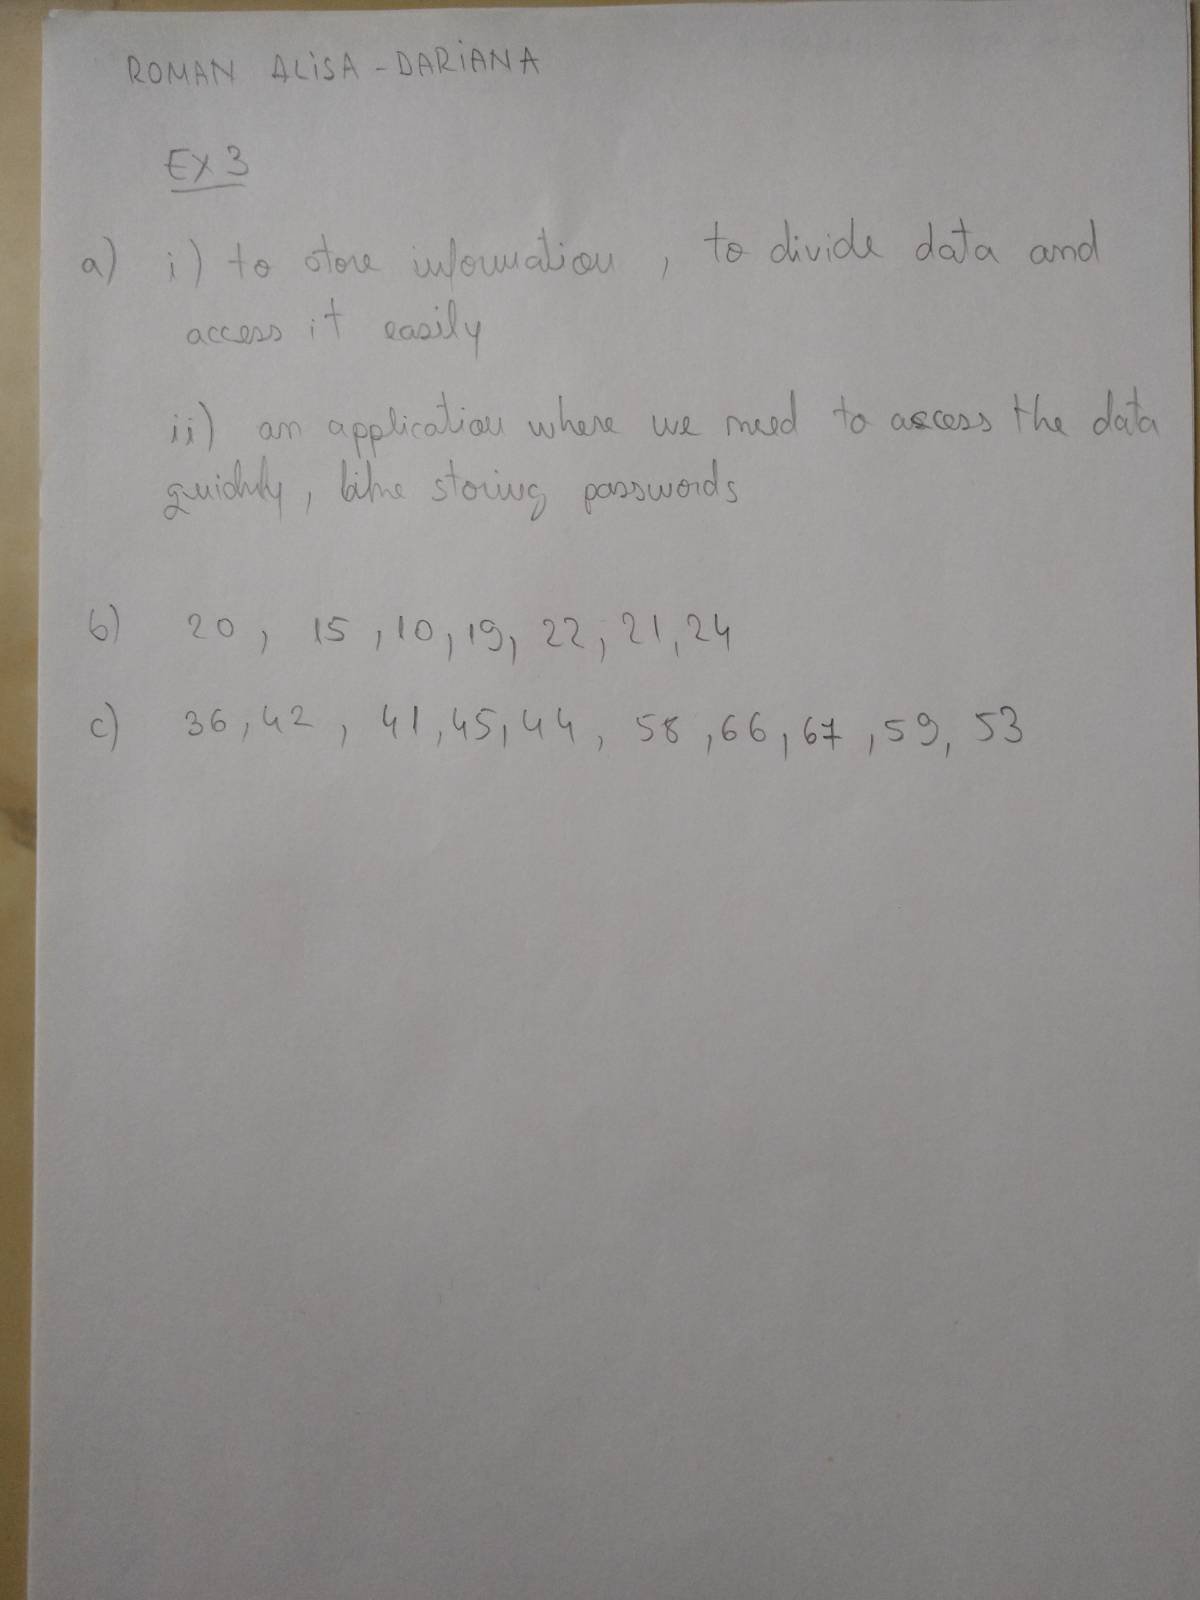 ROMAN ALISA-DARIANA
EX 3
a) i) to store information, to divide data and
access it easily
ii) an application where we need to access the data
quickly, like storing passwords
b) 20, 15, 10, 19, 22, 21, 24
c) 36, 42, 41, 45, 44, 58, 66, 67, 59, 53